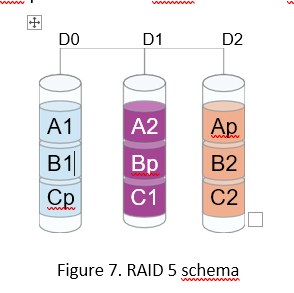 D0 D1 D2
A1 A2 Ap
B1 Bp B2
Cp C1 C2
Figure 7. RAID 5 schema